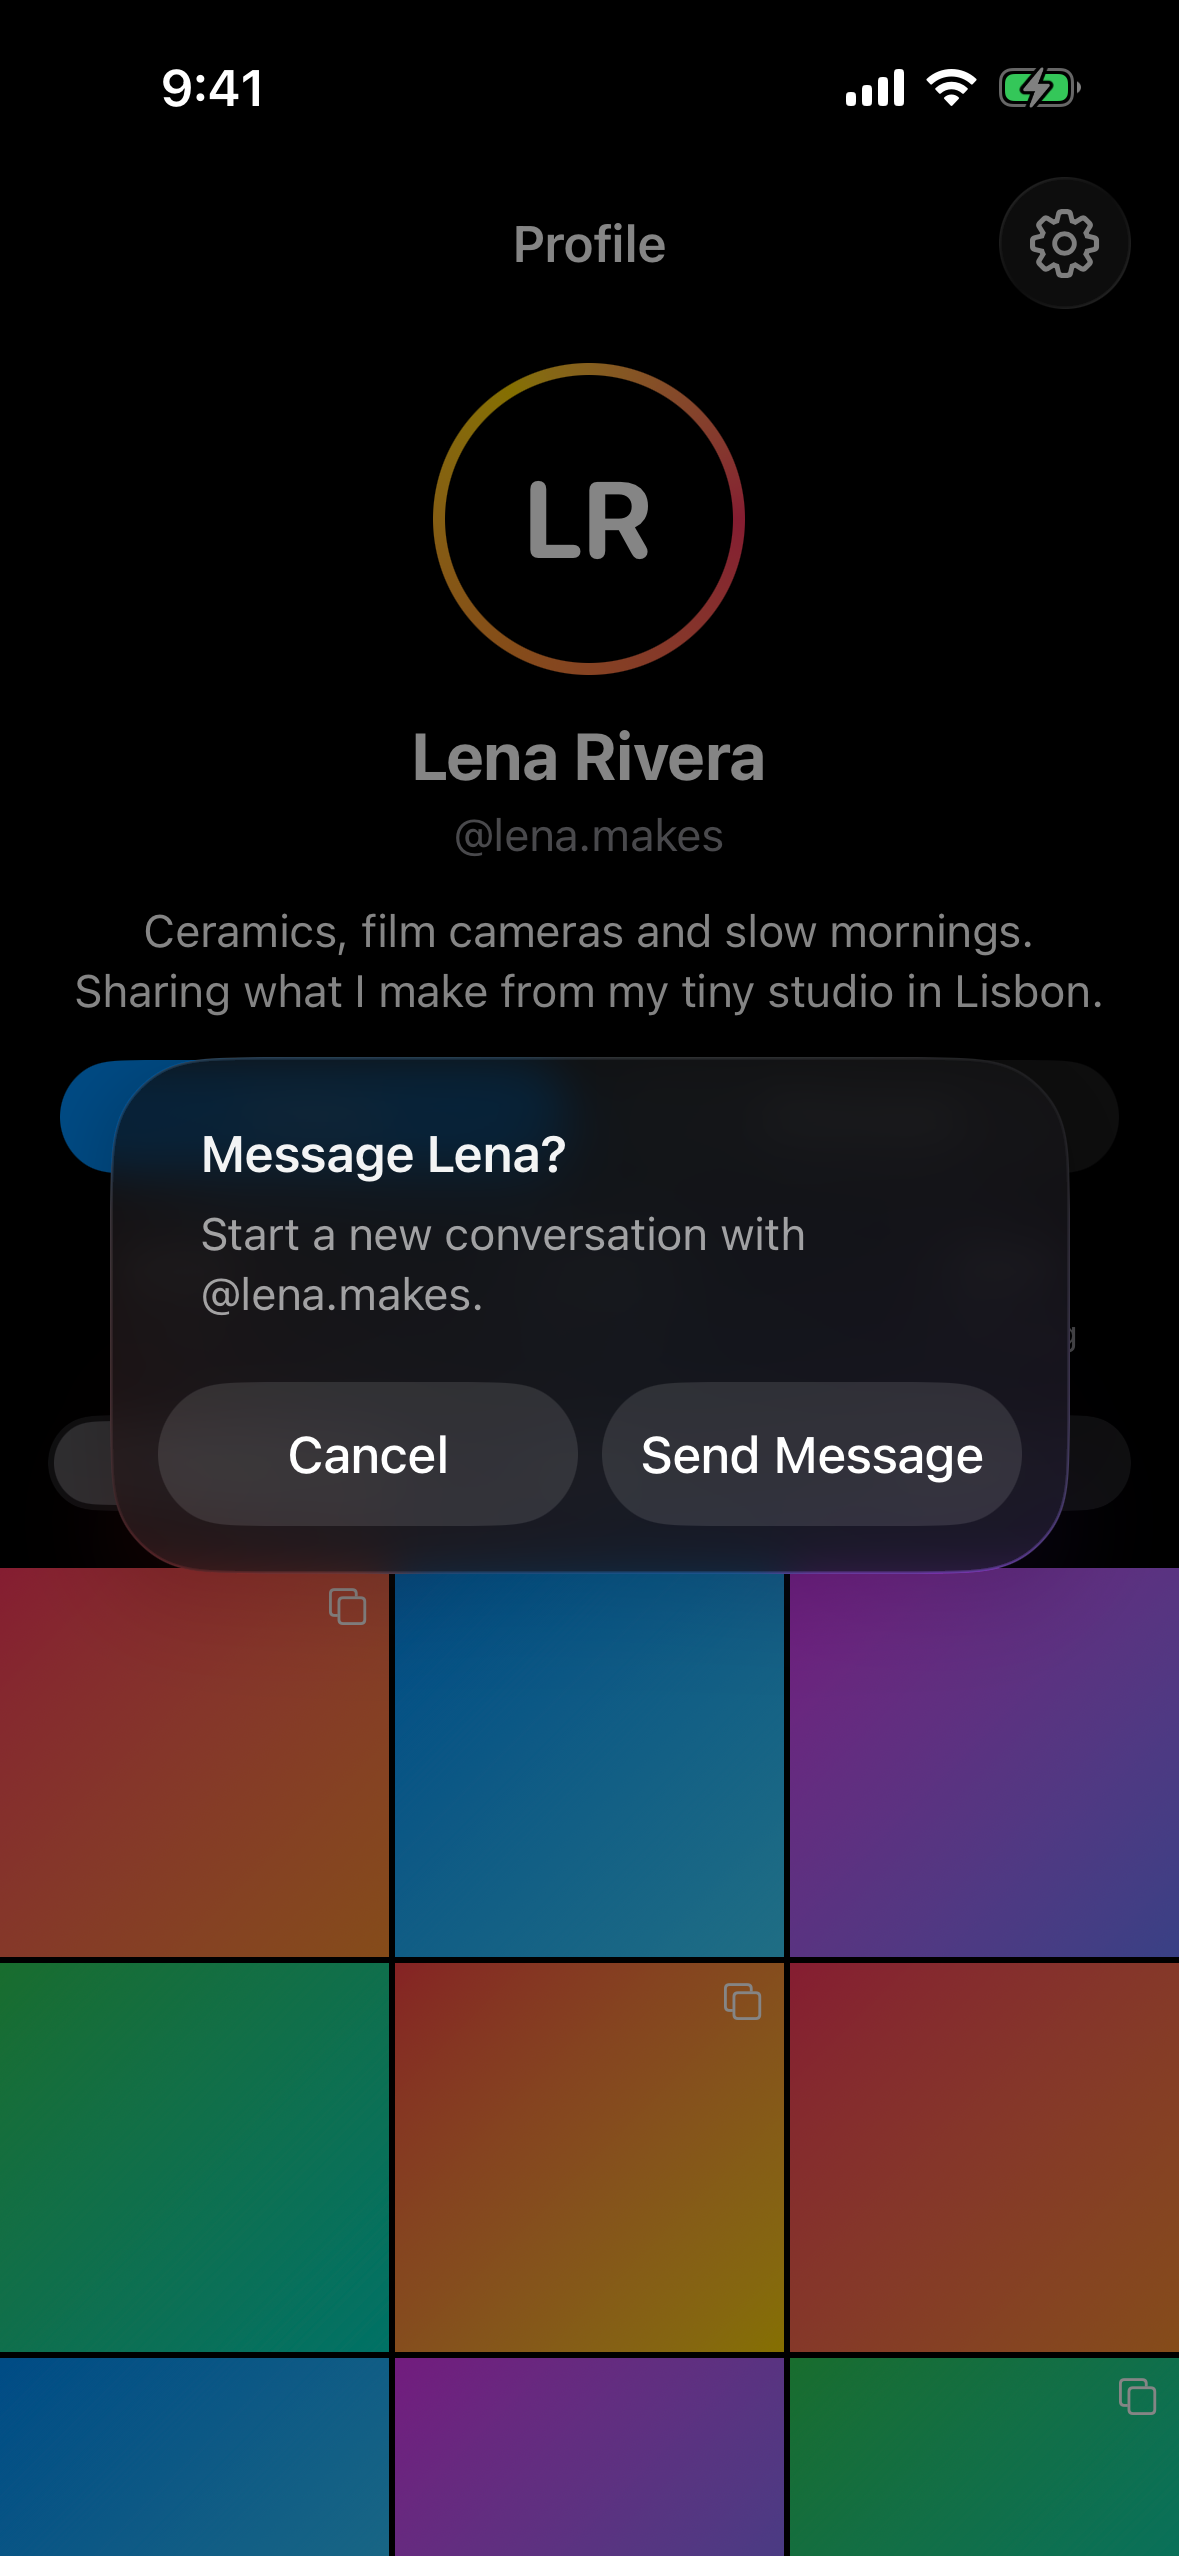 9:41
Profile
LR
Lena Rivera
@lena.makes
Ceramics, film cameras and slow mornings.
Sharing what I make from my tiny studio in Lisbon.
Message Lena?
Start a new conversation with
@lena.makes.
Cancel
Send Message